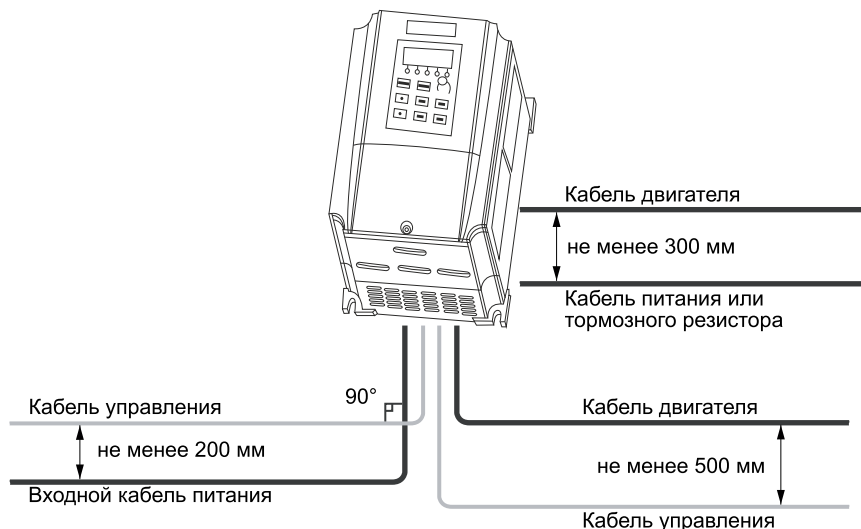 Кабель двигателя
не менее 300 мм
Кабель питания или
тормозного резистора
90°
Кабель управления
не менее 200 мм
Входной кабель питания
Кабель двигателя
не менее 500 мм
Кабель управления